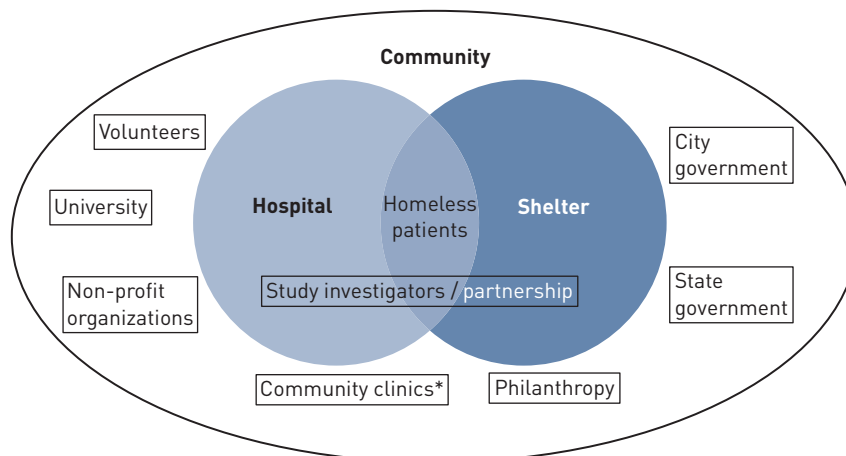 Community
Volunteers
City
government
University
Hospital
Homeless
patients
Shelter
Non-profit
organizations
Study investigators / partnership
State
government
Community clinics*
Philanthropy